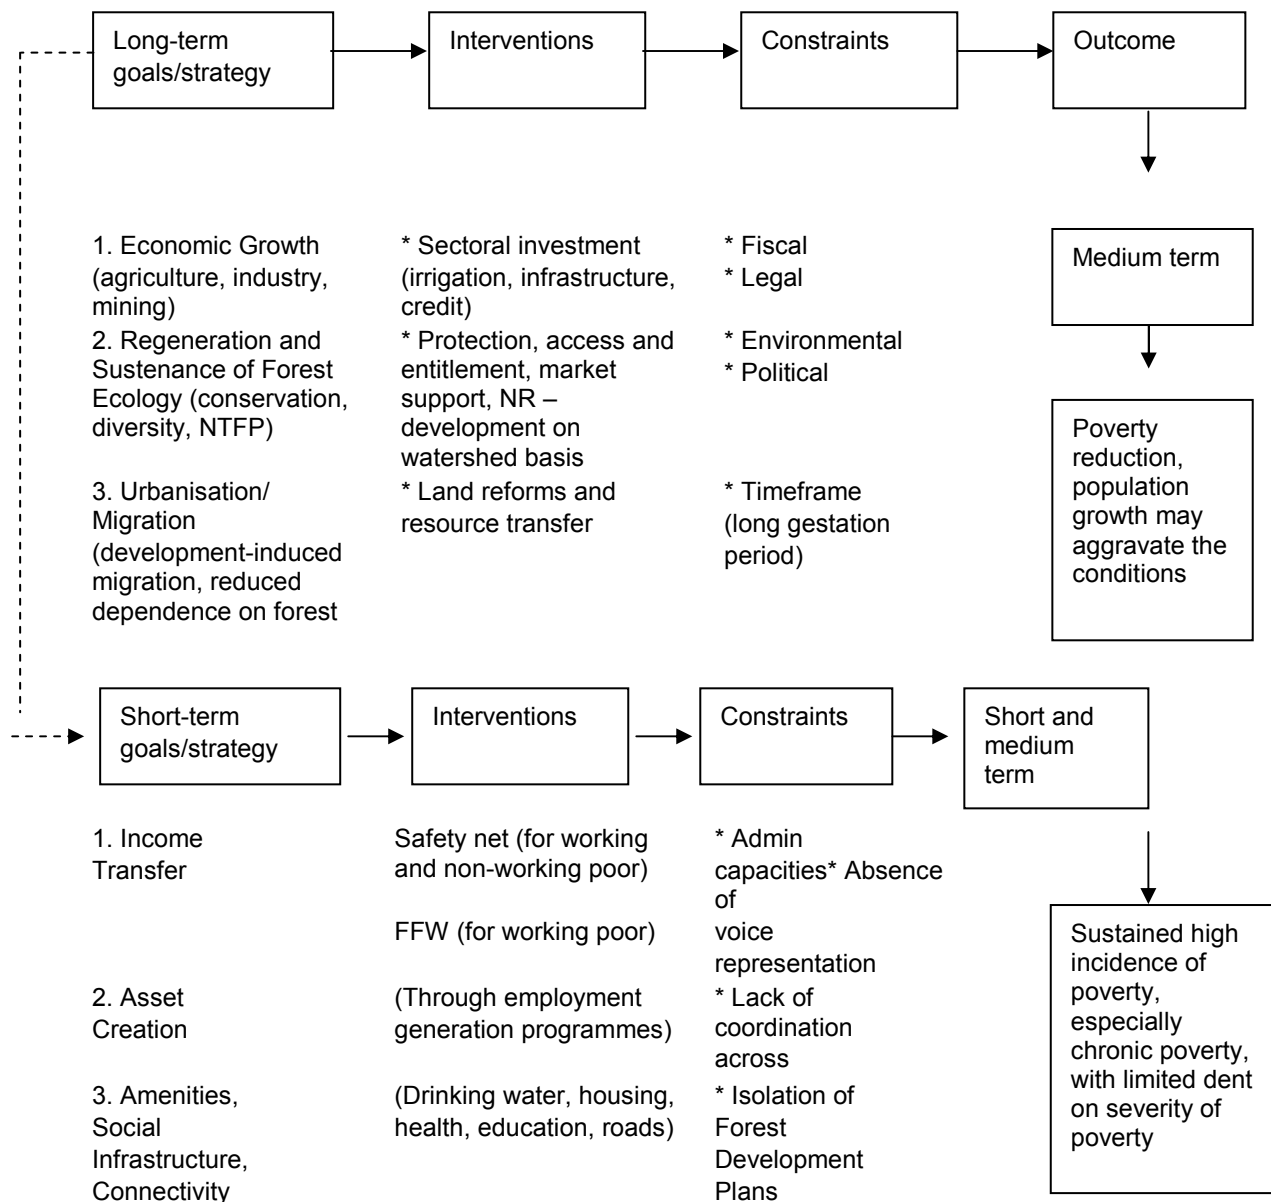 Long-term
goals/strategy
Interventions
Constraints
Outcome
1. Economic Growth
(agriculture, industry,
mining)
2. Regeneration and
Sustenance of Forest
Ecology (conservation,
diversity, NTFP)
3. Urbanisation/
Migration
(development-induced
migration, reduced
dependence on forest
* Sectoral investment
(irrigation, infrastructure,
credit)
* Protection, access and
entitlement, market
support, NR –
development on
watershed basis
* Land reforms and
resource transfer
* Fiscal
* Legal
* Environmental
* Political
* Timeframe
(long gestation
period)
Medium term
Poverty
reduction,
population
growth may
aggravate the
conditions
Short-term
goals/strategy
Interventions
Constraints
Short and
medium
term
1. Income
Transfer
2. Asset
Creation
3. Amenities,
Social
Infrastructure,
Connectivity
Safety net (for working
and non-working poor)
FFW (for working poor)
(Through employment
generation programmes)
(Drinking water, housing,
health, education, roads)
* Admin
capacities* Absence
of
voice
representation
* Lack of
coordination
across
* Isolation of
Forest
Development
Plans
Sustained high
incidence of
poverty,
especially
chronic poverty,
with limited dent
on severity of
poverty